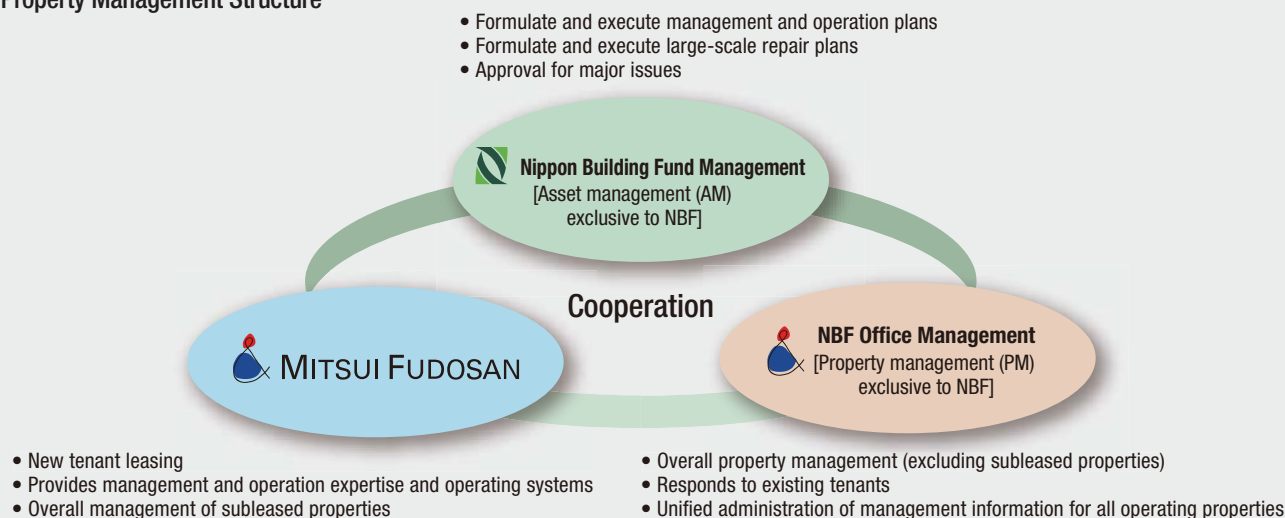 Property Management Structure
• Formulate and execute management and operation plans
• Formulate and execute large-scale repair plans
• Approval for major issues
Nippon Building Fund Management
[Asset management (AM)
exclusive to NBF]
Cooperation
MITSUI FUDOSAN
NBF Office Management
[Property management (PM)
exclusive to NBF]
• New tenant leasing
• Provides management and operation expertise and operating systems
• Overall management of subleased properties
• Overall property management (excluding subleased properties)
• Responds to existing tenants
• Unified administration of management information for all operating properties